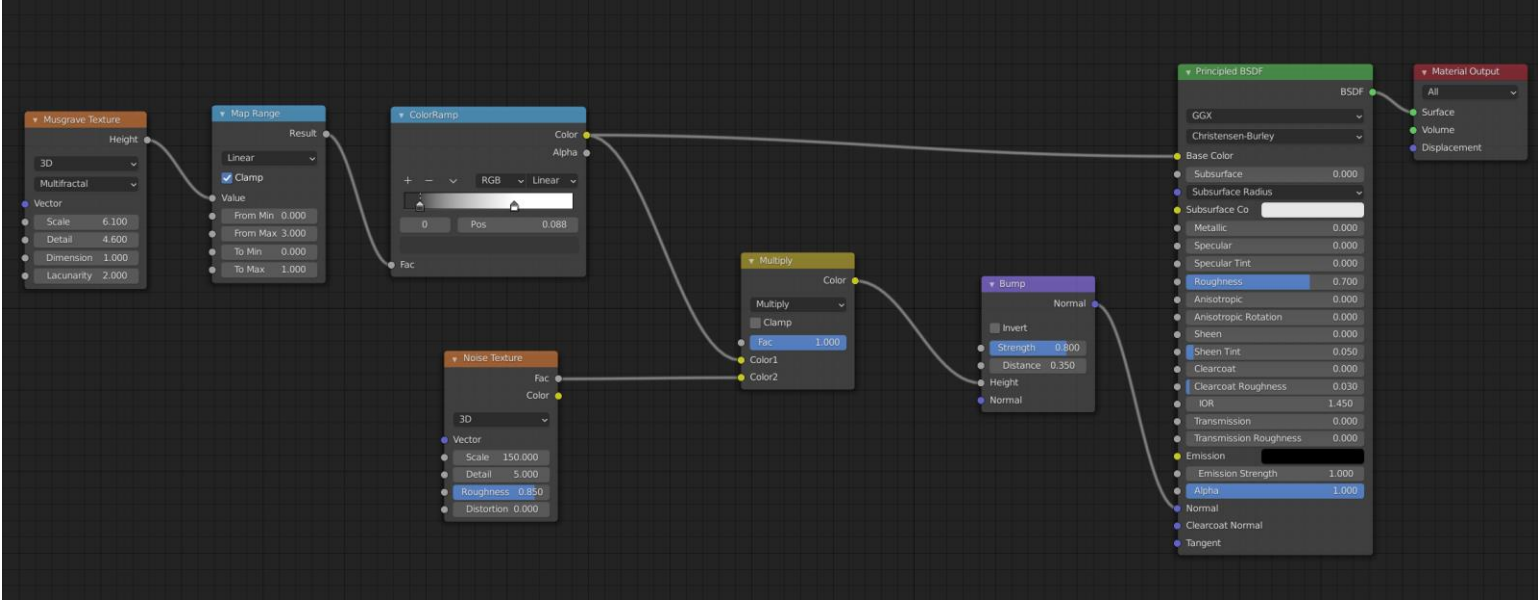 Musgrave Texture
Height
3D
Multifractal
Vector
Scale 6.100
Detail 4.600
Dimension 1.000
Lacunarity 2.000
Map Range
Result
Linear
Clamp
Value
From Min 0.000
From Max 3.000
To Min 0.000
To Max 1.000
ColorRamp
Color
Alpha
+ − RGB Linear
0 Pos 0.088
Fac
Noise Texture
Fac
Color
3D
Vector
Scale 150.000
Detail 5.000
Roughness 0.850
Distortion 0.000
Multiply
Color
Multiply
Clamp
Fac 1.000
Color1
Color2
Bump
Normal
Invert
Strength 0.800
Distance 0.350
Height
Normal
Principled BSDF
BSDF
GGX
Christensen-Burley
Base Color
Subsurface 0.000
Subsurface Radius
Subsurface Co
Metallic 0.000
Specular 0.000
Specular Tint 0.000
Roughness 0.700
Anisotropic 0.000
Anisotropic Rotation 0.000
Sheen 0.000
Sheen Tint 0.050
Clearcoat 0.000
Clearcoat Roughness 0.030
IOR 1.450
Transmission 0.000
Transmission Roughness 0.000
Emission
Emission Strength 1.000
Alpha 1.000
Normal
Clearcoat Normal
Tangent
Material Output
All
Surface
Volume
Displacement